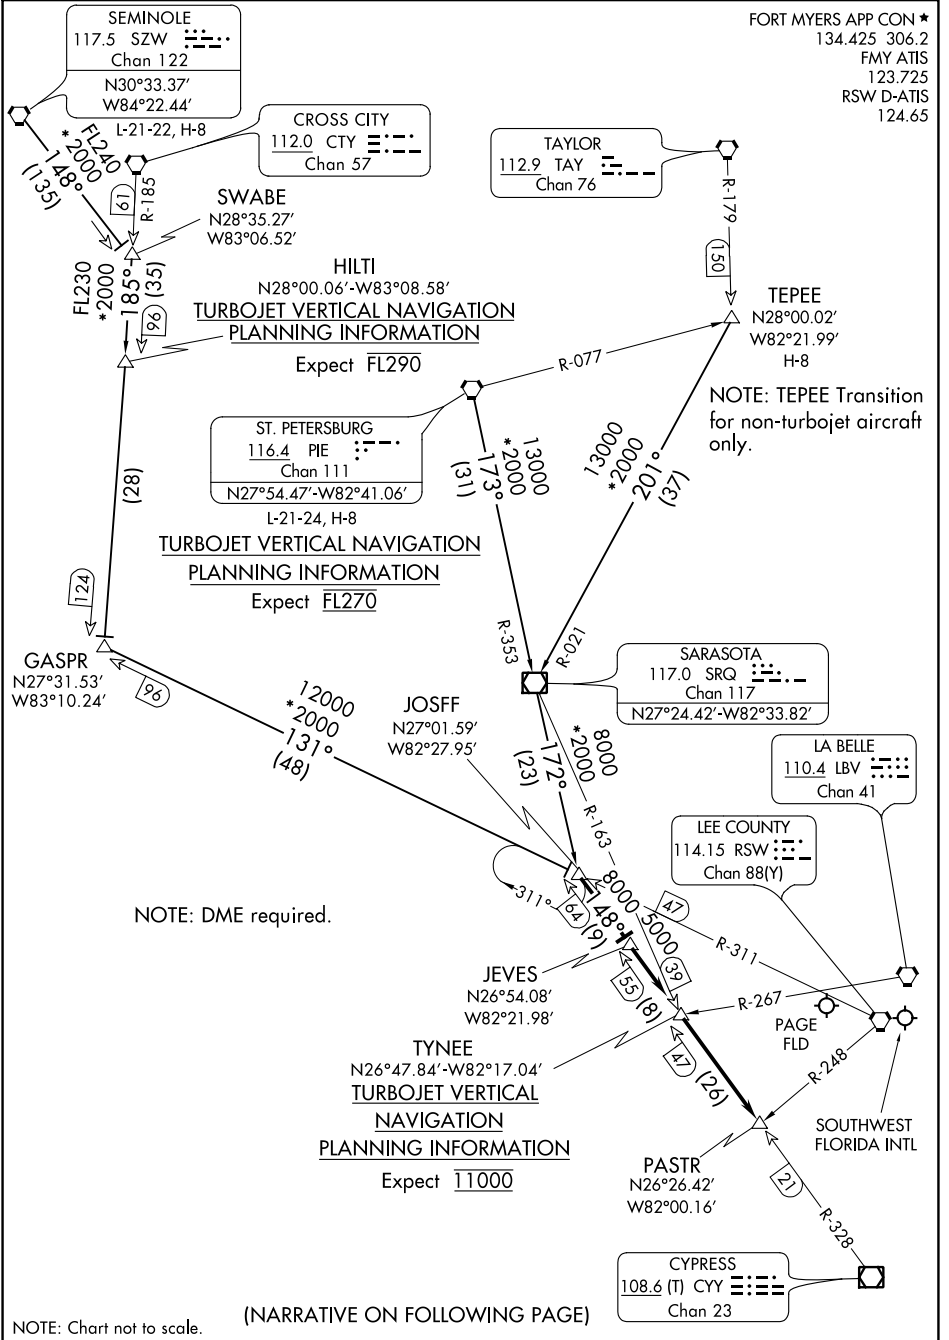 SEMINOLE
117.5 SZW
Chan 122
N30°33.37′
W84°22.44′
L-21-22, H-8
FORT MYERS APP CON ★
134.425 306.2
FMY ATIS
123.725
RSW D-ATIS
124.65
CROSS CITY
112.0 CTY
Chan 57
TAYLOR
112.9 TAY
Chan 76
FL240
*2000
148°
(135)
61
R-185
R-179
150
SWABE
N28°35.27′
W83°06.52′
FL230
*2000
185°
(35)
96
HILTI
N28°00.06′-W83°08.58′
TURBOJET VERTICAL NAVIGATION
PLANNING INFORMATION
Expect FL290
TEPEE
N28°00.02′
W82°21.99′
H-8
R-077
NOTE: TEPEE Transition
for non-turbojet aircraft
only.
ST. PETERSBURG
116.4 PIE
Chan 111
N27°54.47′-W82°41.06′
L-21-24, H-8
TURBOJET VERTICAL NAVIGATION
PLANNING INFORMATION
Expect FL270
13000
*2000
173°
(31)
13000
*2000
201°
(37)
(28)
124
R-353
R-021
GASPR
N27°31.53′
W83°10.24′
96
SARASOTA
117.0 SRQ
Chan 117
N27°24.42′-W82°33.82′
12000
*2000
131°
(48)
JOSFF
N27°01.59′
W82°27.95′
8000
*2000
172°
(23)
R-163
LA BELLE
110.4 LBV
Chan 41
LEE COUNTY
114.15 RSW
Chan 88(Y)
NOTE: DME required.
311°
64
8000
148°
(9)
5000
47
R-311
39
JEVES
N26°54.08′
W82°21.98′
55
(8)
R-267
PAGE
FLD
TYNEE
N26°47.84′-W82°17.04′
TURBOJET VERTICAL
NAVIGATION
PLANNING INFORMATION
Expect 11000
47
(26)
R-248
SOUTHWEST
FLORIDA INTL
PASTR
N26°26.42′
W82°00.16′
21
R-328
CYPRESS
108.6 (T) CYY
Chan 23
(NARRATIVE ON FOLLOWING PAGE)
NOTE: Chart not to scale.